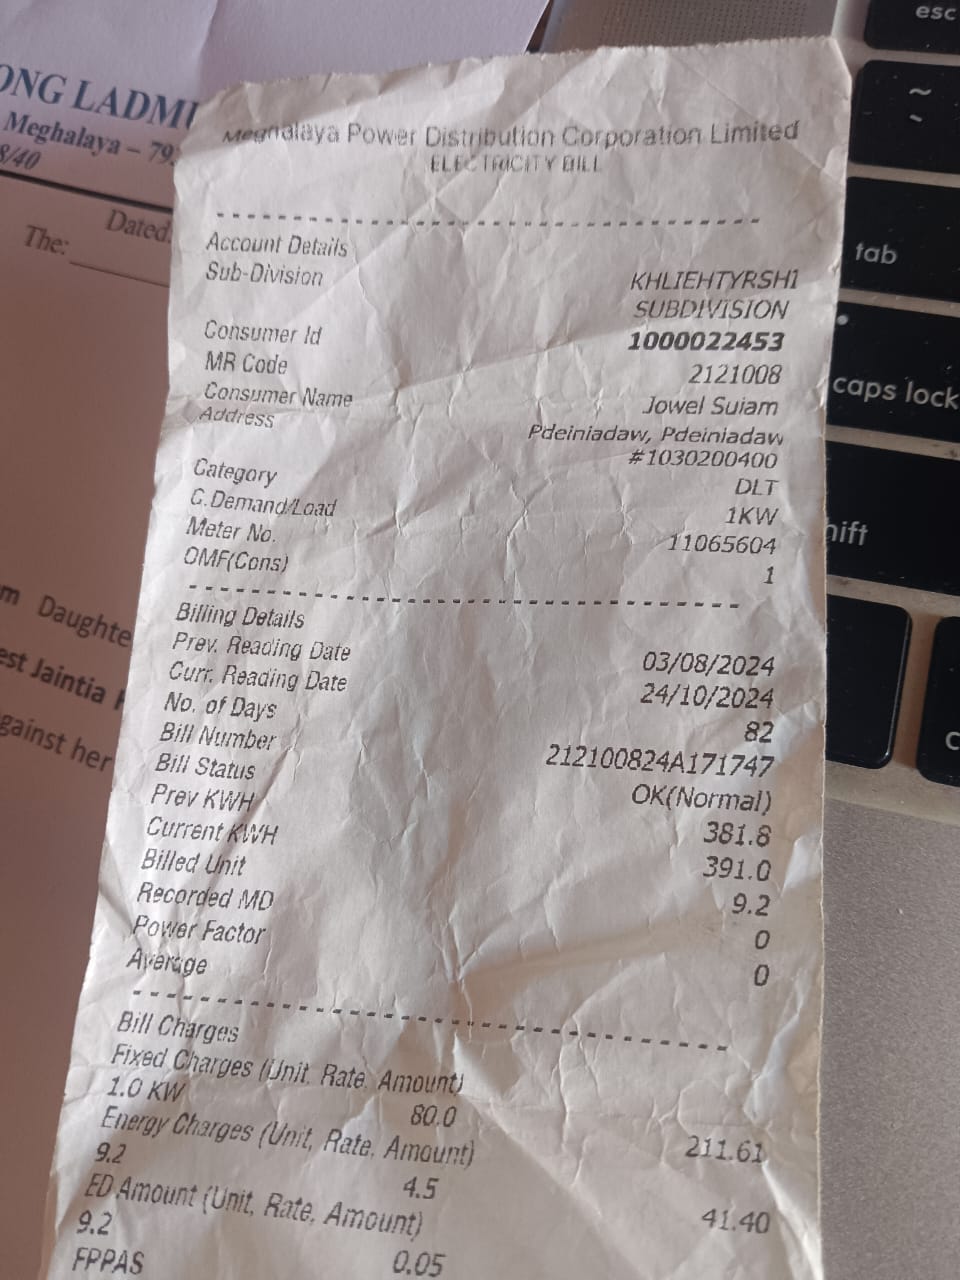 ONG LADMU
Meghalaya – 79
8/40
Dated:
The:
m Daughte
est Jaintia
gainst her
Meghalaya Power Distribution Corporation Limited
ELECTRICITY BILL
Account Details
Sub-Division KHLIEHTYRSHI
SUBDIVISION
Consumer Id 1000022453
MR Code 2121008
Consumer Name Jowel Suiam
Address Pdeiniadaw, Pdeiniadaw
#1030200400
Category DLT
C.Demand/Load 1KW
Meter No. 11065604
OMF(Cons) 1
Billing Details
Prev. Reading Date 03/08/2024
Curr. Reading Date 24/10/2024
No. of Days 82
Bill Number 212100824A171747
Bill Status OK(Normal)
Prev KWH 381.8
Current KWH 391.0
Billed Unit 9.2
Recorded MD 0
Power Factor 0
Average
Bill Charges
Fixed Charges (Unit, Rate, Amount)
1.0 KW 80.0 211.61
Energy Charges (Unit, Rate, Amount)
9.2 4.5 41.40
ED Amount (Unit, Rate, Amount)
9.2 0.05
FPPAS
esc
~
tab
caps lock
hift
c